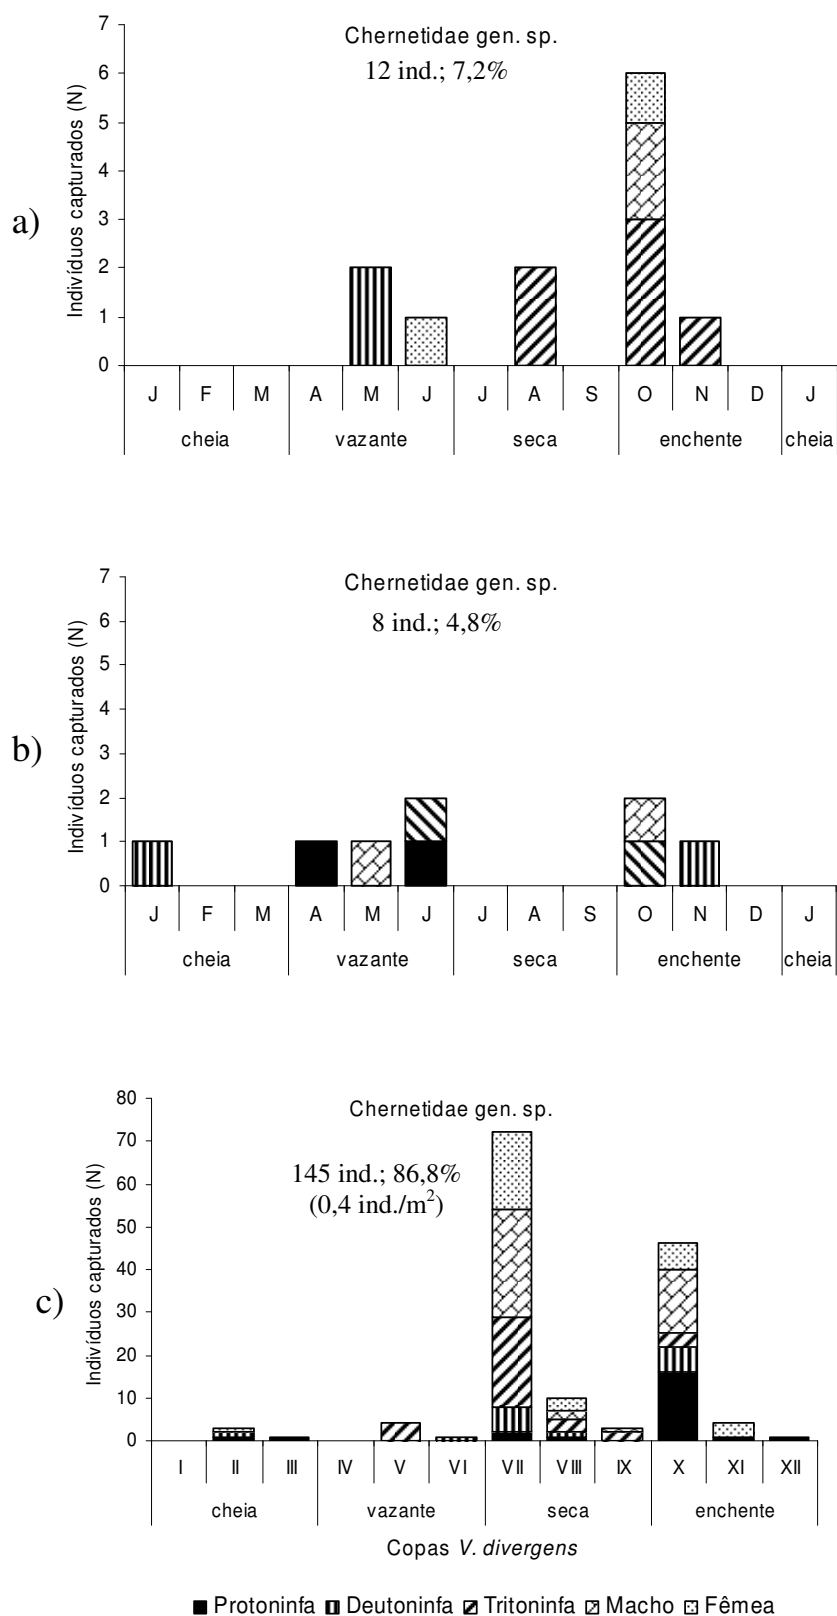 Chernetidae gen. sp.
12 ind.; 7,2%
a)
Indivíduos capturados (N)
7
6
5
4
3
2
1
0
J F M A M J J A S O N D J
cheia vazante seca enchente cheia
Chernetidae gen. sp.
8 ind.; 4,8%
b)
Indivíduos capturados (N)
7
6
5
4
3
2
1
0
J F M A M J J A S O N D J
cheia vazante seca enchente cheia
Chernetidae gen. sp.
145 ind.; 86,8%
(0,4 ind./m²)
c)
Indivíduos capturados (N)
80
70
60
50
40
30
20
10
0
I II III IV V VI VII VIII IX X XI XII
cheia vazante seca enchente
Copas V. divergens
Protoninfa Deutoninfa Tritoninfa Macho Fêmea